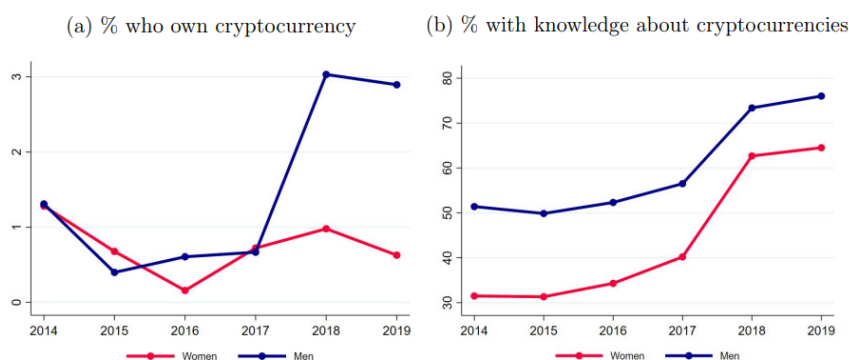 (a) % who own cryptocurrency
3
2
1
0
2014 2015 2016 2017 2018 2019
Women Men
(b) % with knowledge about cryptocurrencies
80
70
60
50
40
30
2014 2015 2016 2017 2018 2019
Women Men